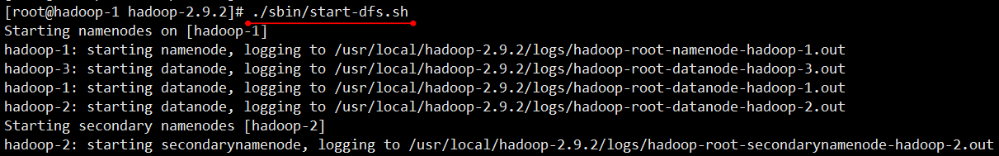 [root@hadoop-1 hadoop-2.9.2]# ./sbin/start-dfs.sh
Starting namenodes on [hadoop-1]
hadoop-1: starting namenode, logging to /usr/local/hadoop-2.9.2/logs/hadoop-root-namenode-hadoop-1.out
hadoop-3: starting datanode, logging to /usr/local/hadoop-2.9.2/logs/hadoop-root-datanode-hadoop-3.out
hadoop-1: starting datanode, logging to /usr/local/hadoop-2.9.2/logs/hadoop-root-datanode-hadoop-1.out
hadoop-2: starting datanode, logging to /usr/local/hadoop-2.9.2/logs/hadoop-root-datanode-hadoop-2.out
Starting secondary namenodes [hadoop-2]
hadoop-2: starting secondarynamenode, logging to /usr/local/hadoop-2.9.2/logs/hadoop-root-secondarynamenode-hadoop-2.out